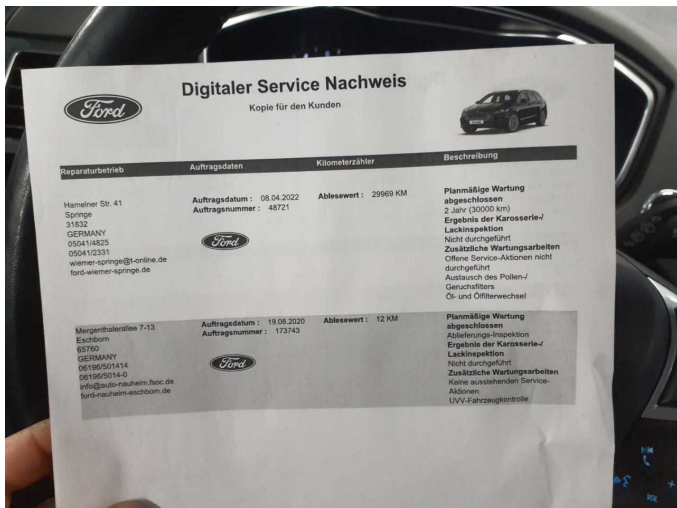 Digitaler Service Nachweis
Kopie für den Kunden
Ford
Reparaturbetrieb
Auftragsdaten
Kilometerzähler
Beschreibung
Hamelner Str. 41
Springe
31832
GERMANY
05041/4825
05041/2331
wiemer-springe@t-online.de
ford-wiemer-springe.de
Auftragsdatum : 08.04.2022
Auftragsnummer : 48721
Ford
Ablesewert : 29969 KM
Planmäßige Wartung
abgeschlossen
2 Jahr (30000 km)
Ergebnis der Karosserie-/
Lackinspektion
Nicht durchgeführt
Zusätzliche Wartungsarbeiten
Offene Service-Aktionen nicht
durchgeführt
Austausch des Pollen-/
Geruchsfilters
Öl- und Ölfilterwechsel
Mergenthalerallee 7-13
Eschborn
65760
GERMANY
06196/501414
06196/5014-0
info@auto-nauheim.fsoc.de
ford-nauheim-eschborn.de
Auftragsdatum : 19.08.2020
Auftragsnummer : 173743
Ford
Ablesewert : 12 KM
Planmäßige Wartung
abgeschlossen
Ablieferungs-Inspektion
Ergebnis der Karosserie-/
Lackinspektion
Nicht durchgeführt
Zusätzliche Wartungsarbeiten
Keine ausstehenden Service-
Aktionen
UVV-Fahrzeugkontrolle